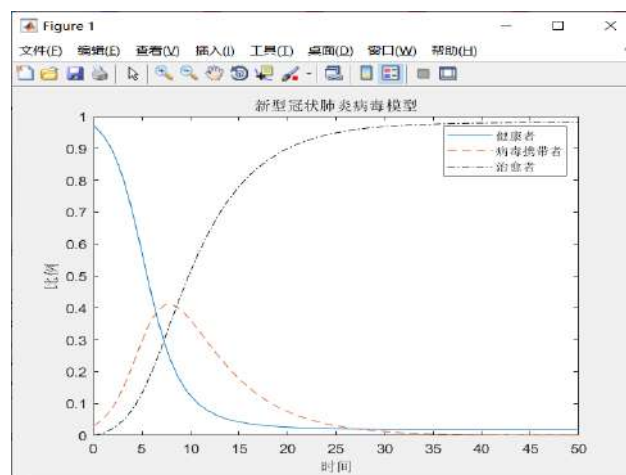 Figure 1
文件(F) 编辑(E) 查看(V) 插入(I) 工具(T) 桌面(D) 窗口(W) 帮助(H)
新型冠状肺炎病毒模型
1
0.9
0.8
0.7
0.6
0.5
0.4
0.3
0.2
0.1
0
比例
健康者
病毒携带者
治愈者
0 5 10 15 20 25 30 35 40 45 50
时间